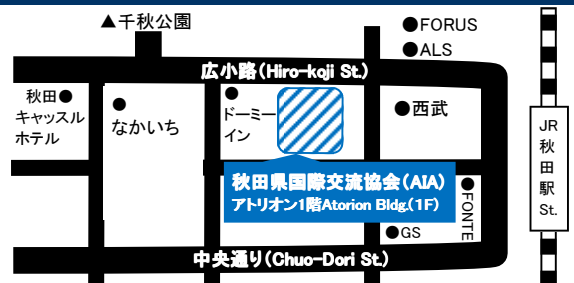 ▲千秋公園
●FORUS
●ALS
広小路(Hiro-koji St.)
秋田●
キャッスル
ホテル
●
なかいち
●
ドーミー
イン
●西武
JR
秋
田
駅
St.
秋田県国際交流協会(AIA)
アトリオン1階Atorion Bldg.(1F)
●FONTE
●GS
中央通り(Chuo-Dori St.)